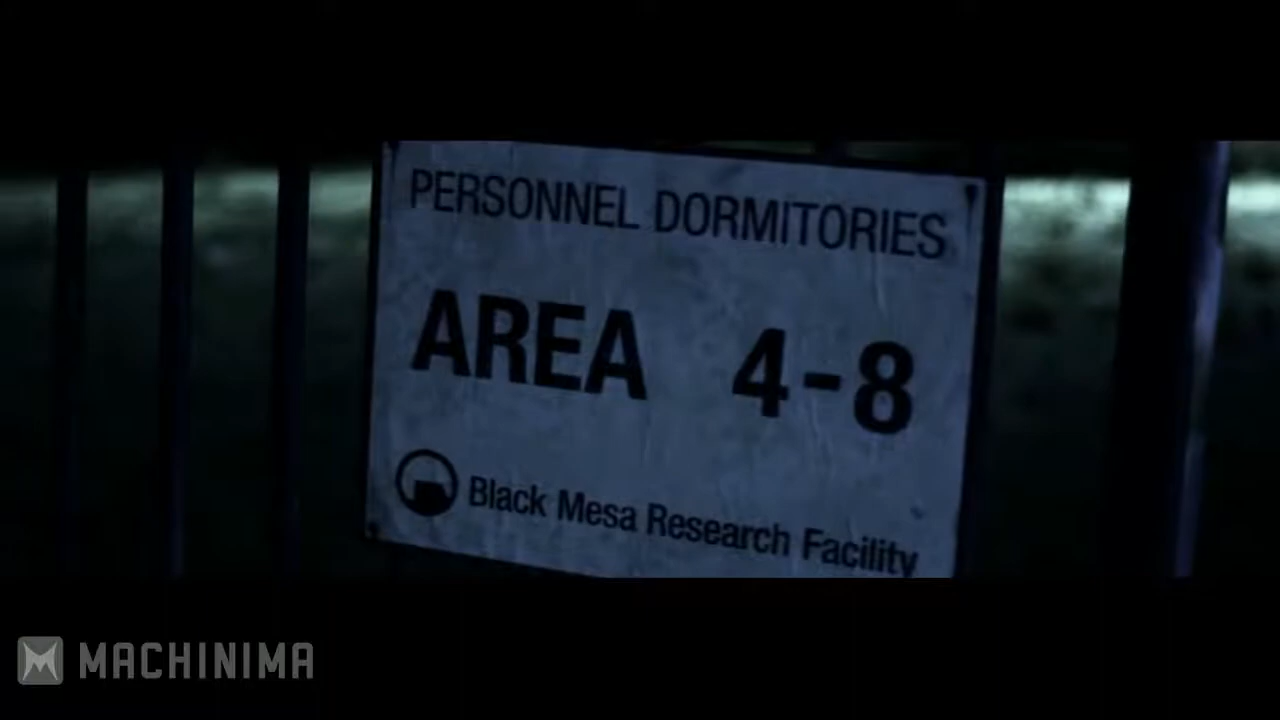 PERSONNEL DORMITORIES
AREA 4-8
Black Mesa Research Facility
MACHINIMA